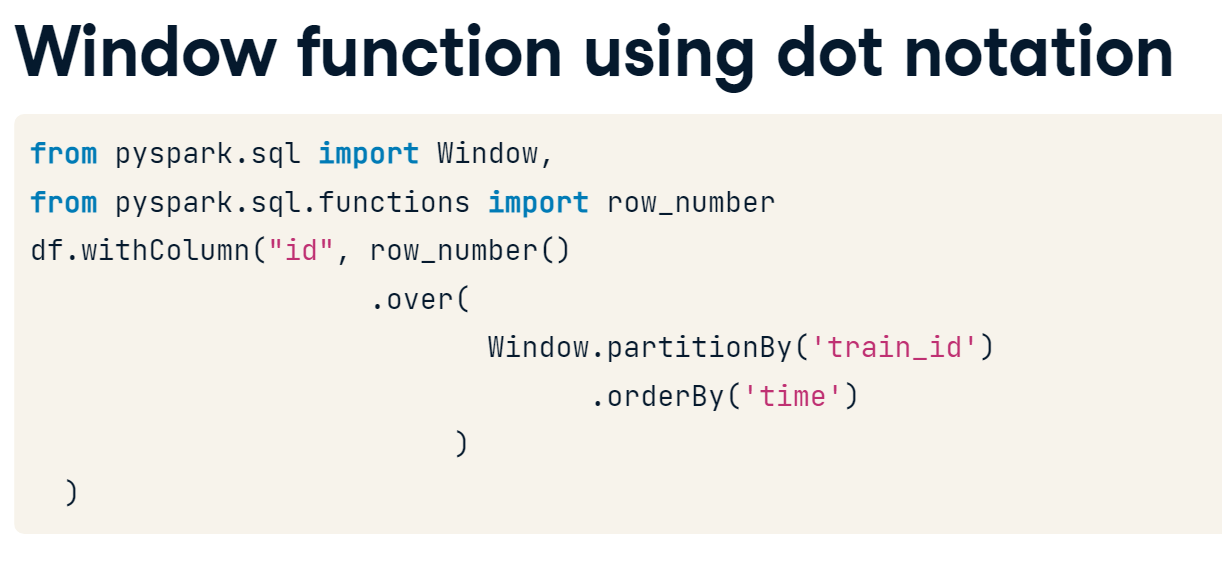 Window function using dot notation
from pyspark.sql import Window,
from pyspark.sql.functions import row_number
df.withColumn("id", row_number()
.over(
Window.partitionBy('train_id')
.orderBy('time')
)
)